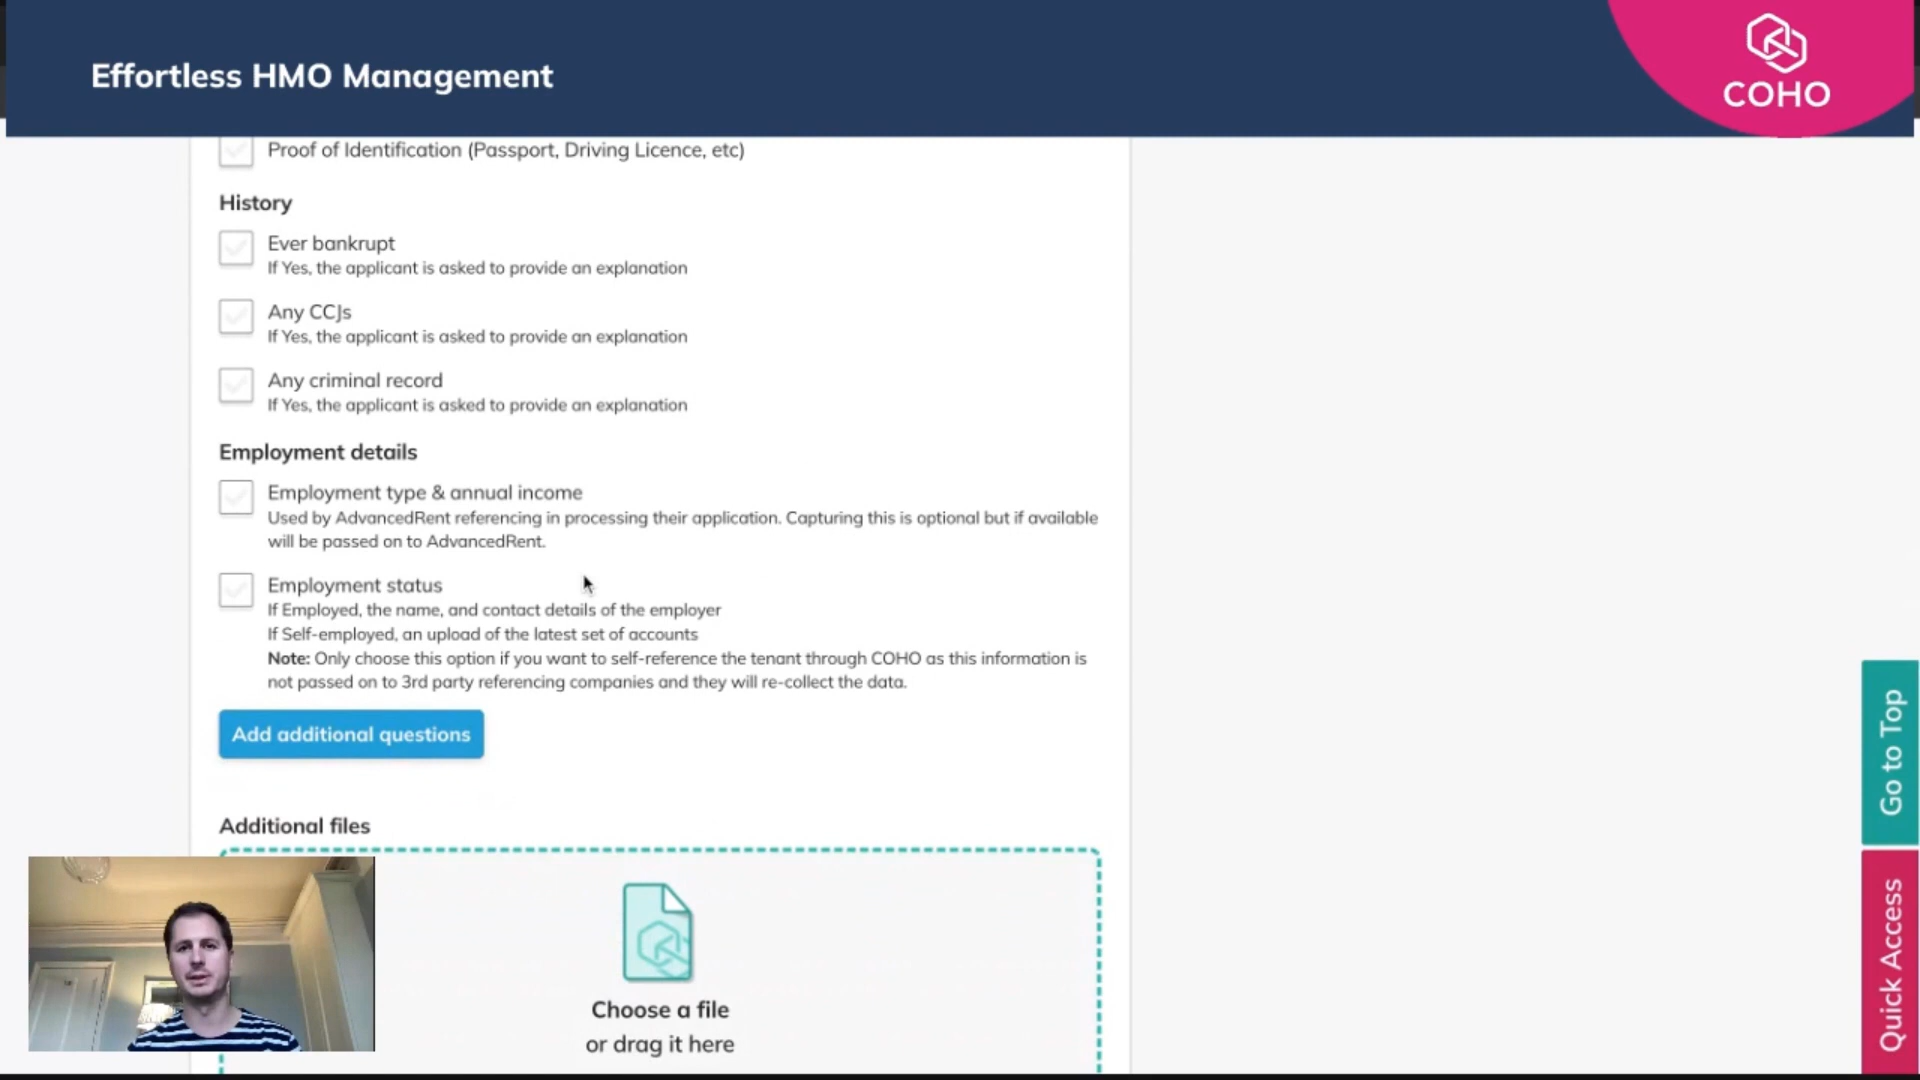 Effortless HMO Management
COHO
Proof of Identification (Passport, Driving Licence, etc)
History
Ever bankrupt
If Yes, the applicant is asked to provide an explanation
Any CCJs
If Yes, the applicant is asked to provide an explanation
Any criminal record
If Yes, the applicant is asked to provide an explanation
Employment details
Employment type & annual income
Used by AdvancedRent referencing in processing their application. Capturing this is optional but if available
will be passed on to AdvancedRent.
Employment status
If Employed, the name, and contact details of the employer
If Self-employed, an upload of the latest set of accounts
Note: Only choose this option if you want to self-reference the tenant through COHO as this information is
not passed on to 3rd party referencing companies and they will re-collect the data.
Add additional questions
Additional files
Choose a file
or drag it here
Go to Top
Quick Access